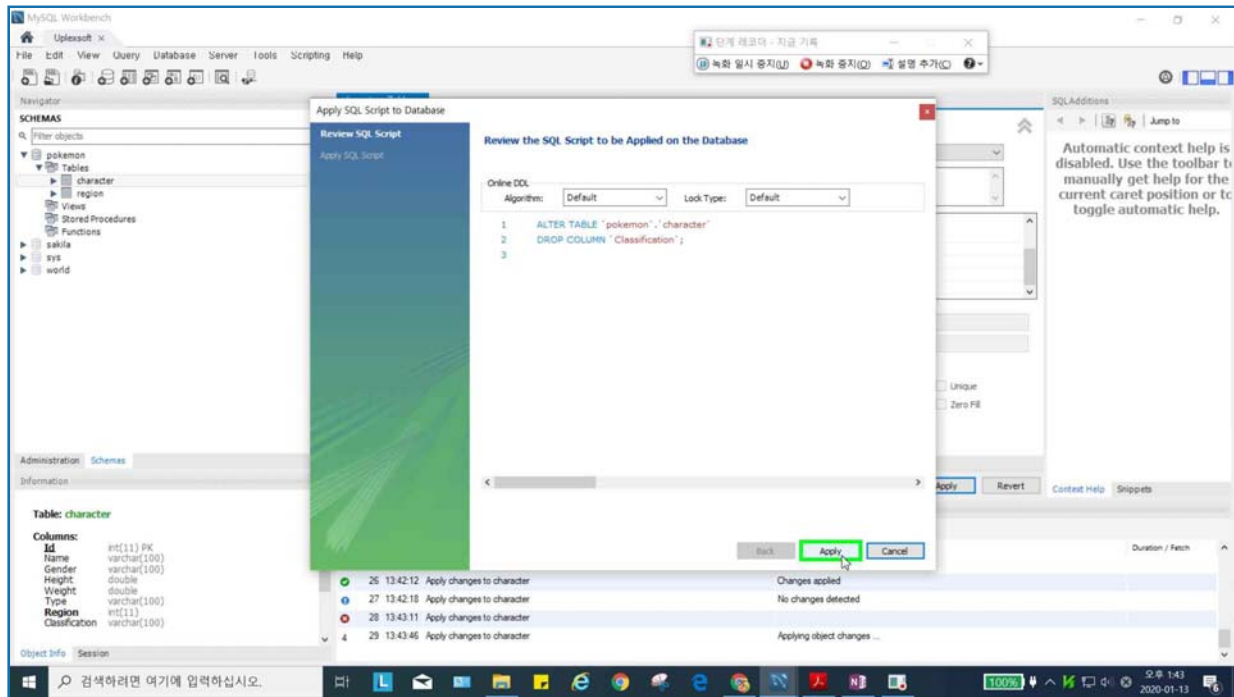 MySQL Workbench
Uplexsoft ×
File Edit View Query Database Server Tools Scripting Help
단계 레코더 - 지금 기록
녹화 일시 중지(U) 녹화 중지(O) 설명 추가(C)
Navigator
SCHEMAS
Filter objects
pokemon
Tables
character
region
Views
Stored Procedures
Functions
sakila
sys
world
Administration Schemas
Information
Table: character
Columns:
Id int(11) PK
Name varchar(100)
Gender varchar(100)
Height double
Weight double
Type varchar(100)
Region int(11)
Classification varchar(100)
Object Info Session
Apply SQL Script to Database
Review SQL Script
Apply SQL Script
Review the SQL Script to be Applied on the Database
Online DDL
Algorithm: Default Lock Type: Default
1 ALTER TABLE `pokemon`.`character`
2 DROP COLUMN `Classification`;
3
Back Apply Cancel
Unique
Zero Fill
Apply Revert
SQLAdditions
Jump to
Automatic context help is
disabled. Use the toolbar to
manually get help for the
current caret position or to
toggle automatic help.
Context Help Snippets
Duration / Fetch
26 13:42:12 Apply changes to character Changes applied
27 13:42:18 Apply changes to character No changes detected
28 13:43:11 Apply changes to character
4 29 13:43:46 Apply changes to character Applying object changes ...
검색하려면 여기에 입력하십시오.
100%
오후 1:43
2020-01-13